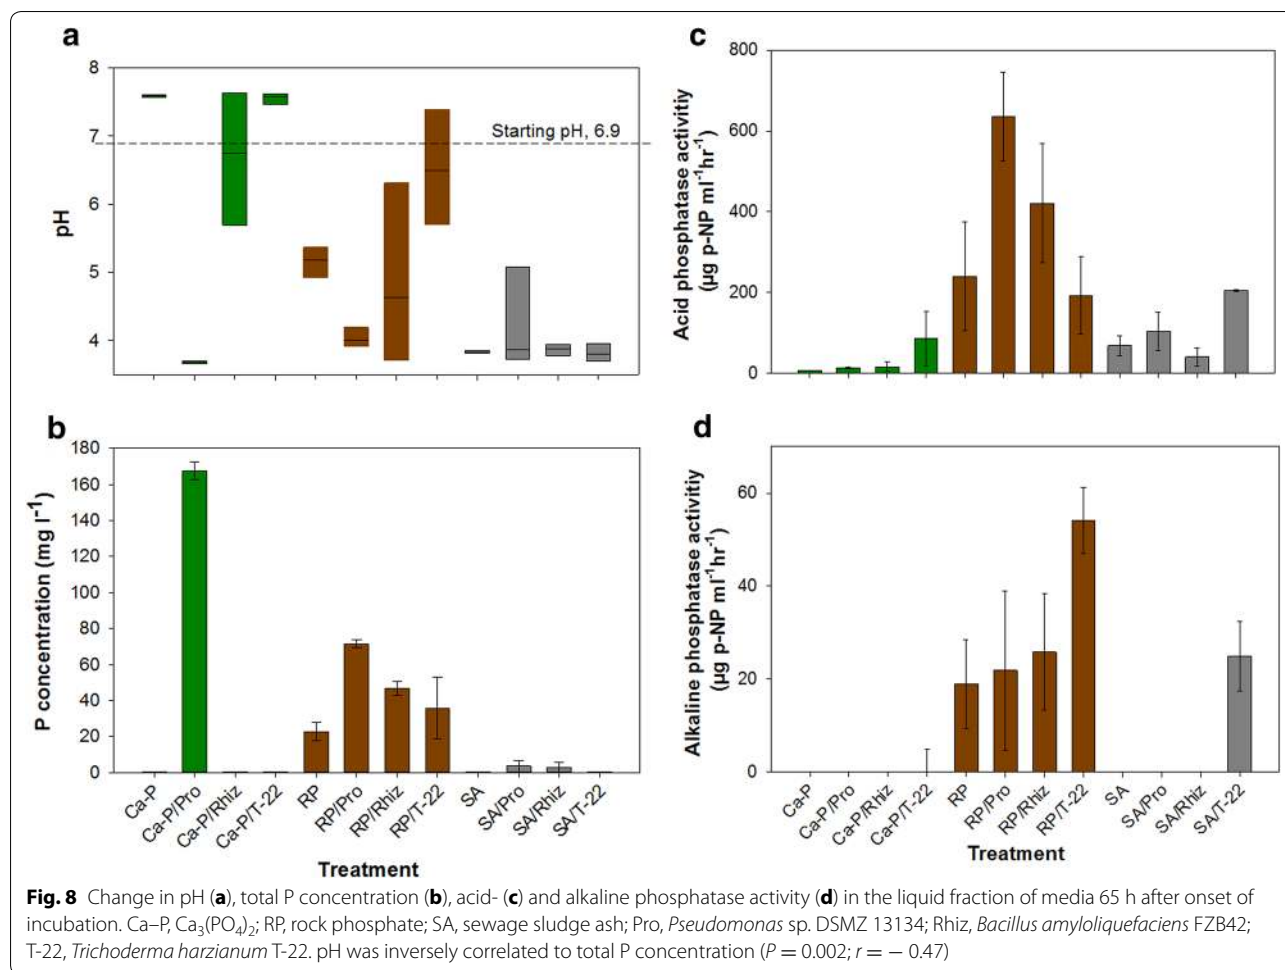 a
8
7
6
5
4
pH
Starting pH, 6.9
b
180
160
140
120
100
80
60
40
20
0
P concentration (mg l⁻¹)
Ca-P
Ca-P/Pro
Ca-P/Rhiz
Ca-P/T-22
RP
RP/Pro
RP/Rhiz
RP/T-22
SA
SA/Pro
SA/Rhiz
SA/T-22
Treatment
c
800
600
400
200
0
Acid phosphatase activitiy
(µg p-NP ml⁻¹hr⁻¹)
d
60
40
20
0
Alkaline phosphatase activitiy
(µg p-NP ml⁻¹hr⁻¹)
Ca-P
Ca-P/Pro
Ca-P/Rhiz
Ca-P/T-22
RP
RP/Pro
RP/Rhiz
RP/T-22
SA
SA/Pro
SA/Rhiz
SA/T-22
Treatment
Fig. 8 Change in pH (a), total P concentration (b), acid- (c) and alkaline phosphatase activity (d) in the liquid fraction of media 65 h after onset of
incubation. Ca–P, Ca₃(PO₄)₂; RP, rock phosphate; SA, sewage sludge ash; Pro, Pseudomonas sp. DSMZ 13134; Rhiz, Bacillus amyloliquefaciens FZB42;
T-22, Trichoderma harzianum T-22. pH was inversely correlated to total P concentration (P = 0.002; r = − 0.47)